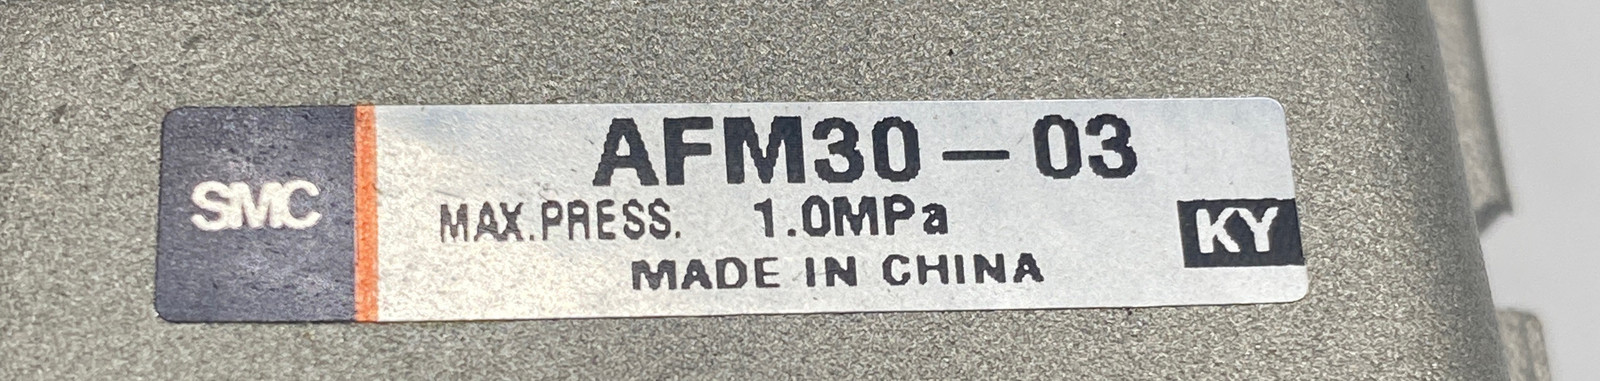 SMC
AFM30-03
MAX.PRESS. 1.0MPa
KY
MADE IN CHINA